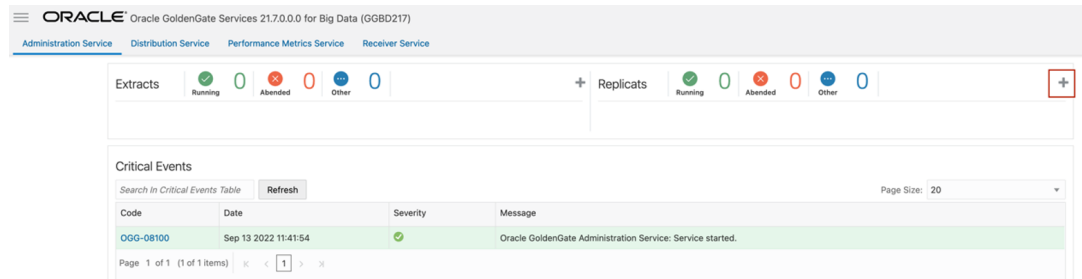 ORACLE Oracle GoldenGate Services 21.7.0.0.0 for Big Data (GGBD217)
Administration Service Distribution Service Performance Metrics Service Receiver Service
Extracts Running 0 Abended 0 Other 0 + Replicats Running 0 Abended 0 Other 0 +
Critical Events
Search In Critical Events Table Refresh Page Size: 20
Code Date Severity Message
OGG-08100 Sep 13 2022 11:41:54 Oracle GoldenGate Administration Service: Service started.
Page 1 of 1 (1 of 1 items) 1